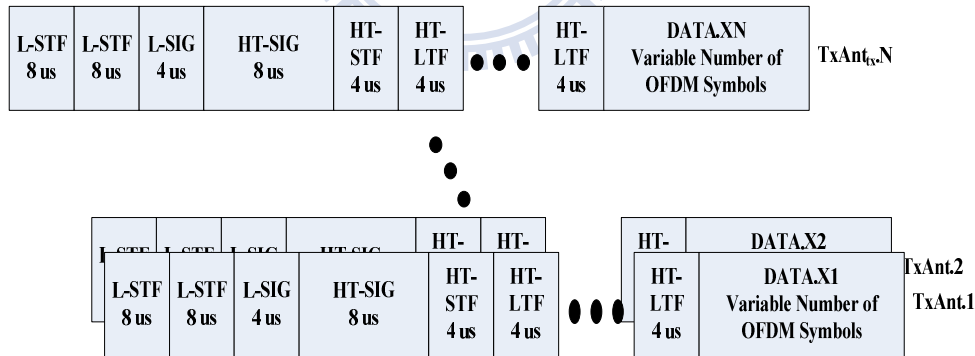 L-STF 8 us
L-STF 8 us
L-SIG 4 us
HT-SIG 8 us
HT-STF 4 us
HT-LTF 4 us
HT-LTF 4 us
DATA.XN
Variable Number of
OFDM Symbols
TxAnt_tx.N
HT-
HT-
HT-
DATA.X2
TxAnt.2
L-STF 8 us
L-STF 8 us
L-SIG 4 us
HT-SIG 8 us
HT-STF 4 us
HT-LTF 4 us
HT-LTF 4 us
DATA.X1
Variable Number of
OFDM Symbols
TxAnt.1